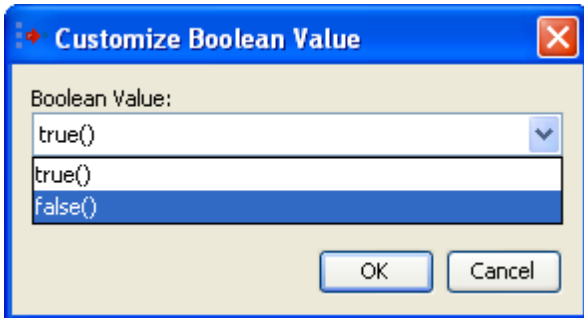 Customize Boolean Value
Boolean Value:
true()
true()
false()
OK Cancel